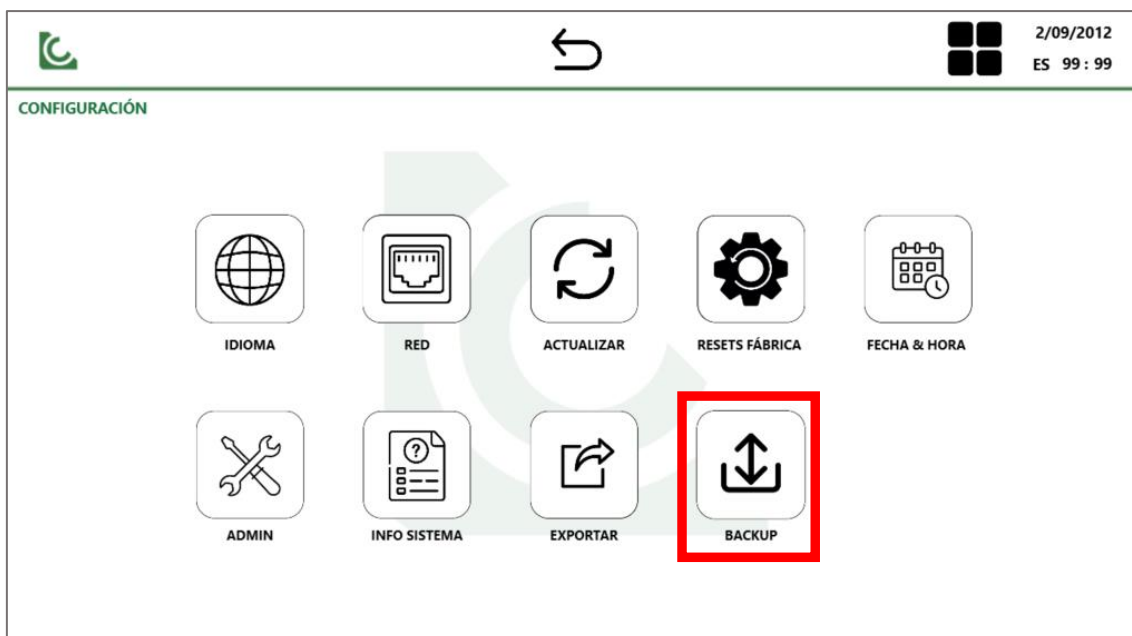 2/09/2012
ES 99 : 99
CONFIGURACIÓN
IDIOMA
RED
ACTUALIZAR
RESETS FÁBRICA
FECHA & HORA
ADMIN
INFO SISTEMA
EXPORTAR
BACKUP